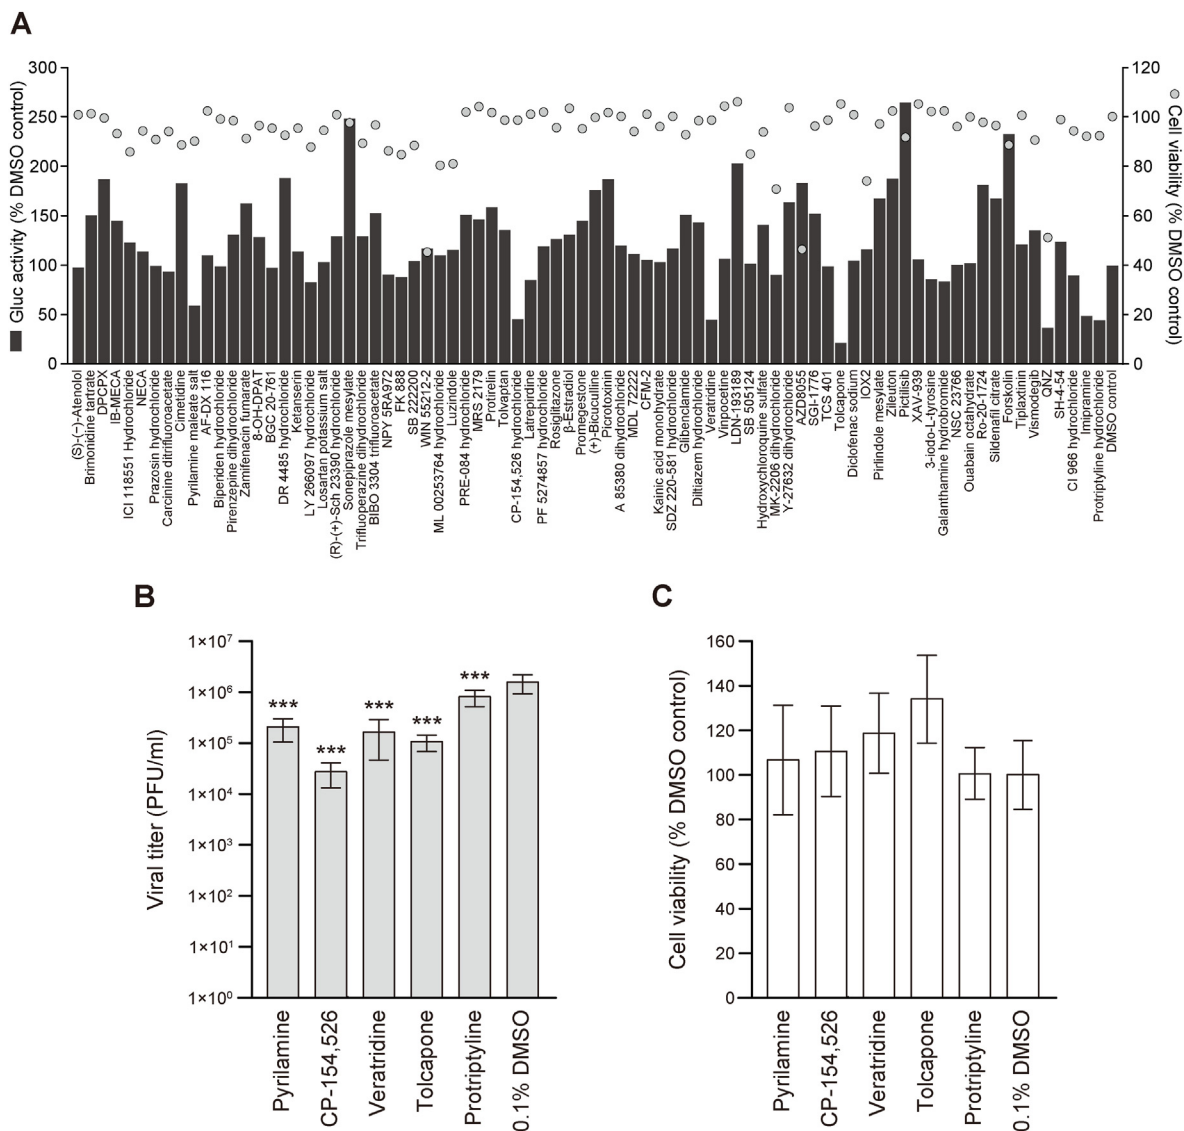 A
Gluc activity (% DMSO control)
300
250
200
150
100
50
0
120
100
80
60
40
20
0
Cell viability (% DMSO control)
(S)-(−)-Atenolol
Brinonidine tartrate
DPCPX
IB-MECA
ICI 118551 Hydrochloride
NECA
Prazosin hydrochloride
Carcinine ditrifluoroacetate
Cimetidine
Pyrilamine maleate salt
AF-DX 116
Biperiden hydrochloride
Pirenzepine dihydrochloride
Zamifenacin fumarate
8-OH-DPAT
BGC 20-761
DR 4485 hydrochloride
Ketanserin
LY 266097 hydrochloride
Losartan potassium salt
(R)-(+)-Sch 23390 hydrochloride
Soneprazole mesylate
Trifluoperazine dihydrochloride
BIBO 3304 trifluoroacetate
NPY 5RA972
FK 888
SB 222200
WIN 55212-2
ML 00253764 hydrochloride
Luzindole
PRE-084 hydrochloride
MRS 2179
Protirelin
Tolvaptan
CP-154,526 hydrochloride
Latrepirdine
PF 5274857 hydrochloride
Rosiglitazone
β-Estradiol
Promegestone
(+)-Bicuculline
Picrotoxinin
A 85380 dihydrochloride
MDL 72222
CFM-2
Kainic acid monohydrate
SDZ 220-581 hydrochloride
Glibenclamide
Diltiazem hydrochloride
Veratridine
Vinpocetine
LDN-193189
SB 505124
Hydroxychloroquine sulfate
MK-2206 dihydrochloride
Y-27632 dihydrochloride
AZD8055
SGI-1776
TCS 401
Tolcapone
Diclofenac sodium
IOX2
Pirlindole mesylate
Zileuton
Pictilisib
XAV-939
3-iodo-L-tyrosine
Galanthamine hydrobromide
NSC 23766
Ouabain octahydrate
Ro-20-1724
Sildenafil citrate
Forskolin
Tiplaxtinin
Vismodegib
QNZ
SH-4-54
CI 966 hydrochloride
Imipramine
Protriptyline hydrochloride
DMSO control
B
Viral titer (PFU/ml)
1×10⁷
1×10⁶
1×10⁵
1×10⁴
1×10³
1×10²
1×10¹
1×10⁰
***
***
***
***
***
Pyrilamine
CP-154,526
Veratridine
Tolcapone
Protriptyline
0.1% DMSO
C
Cell viability (% DMSO control)
160
140
120
100
80
60
40
20
0
Pyrilamine
CP-154,526
Veratridine
Tolcapone
Protriptyline
0.1% DMSO